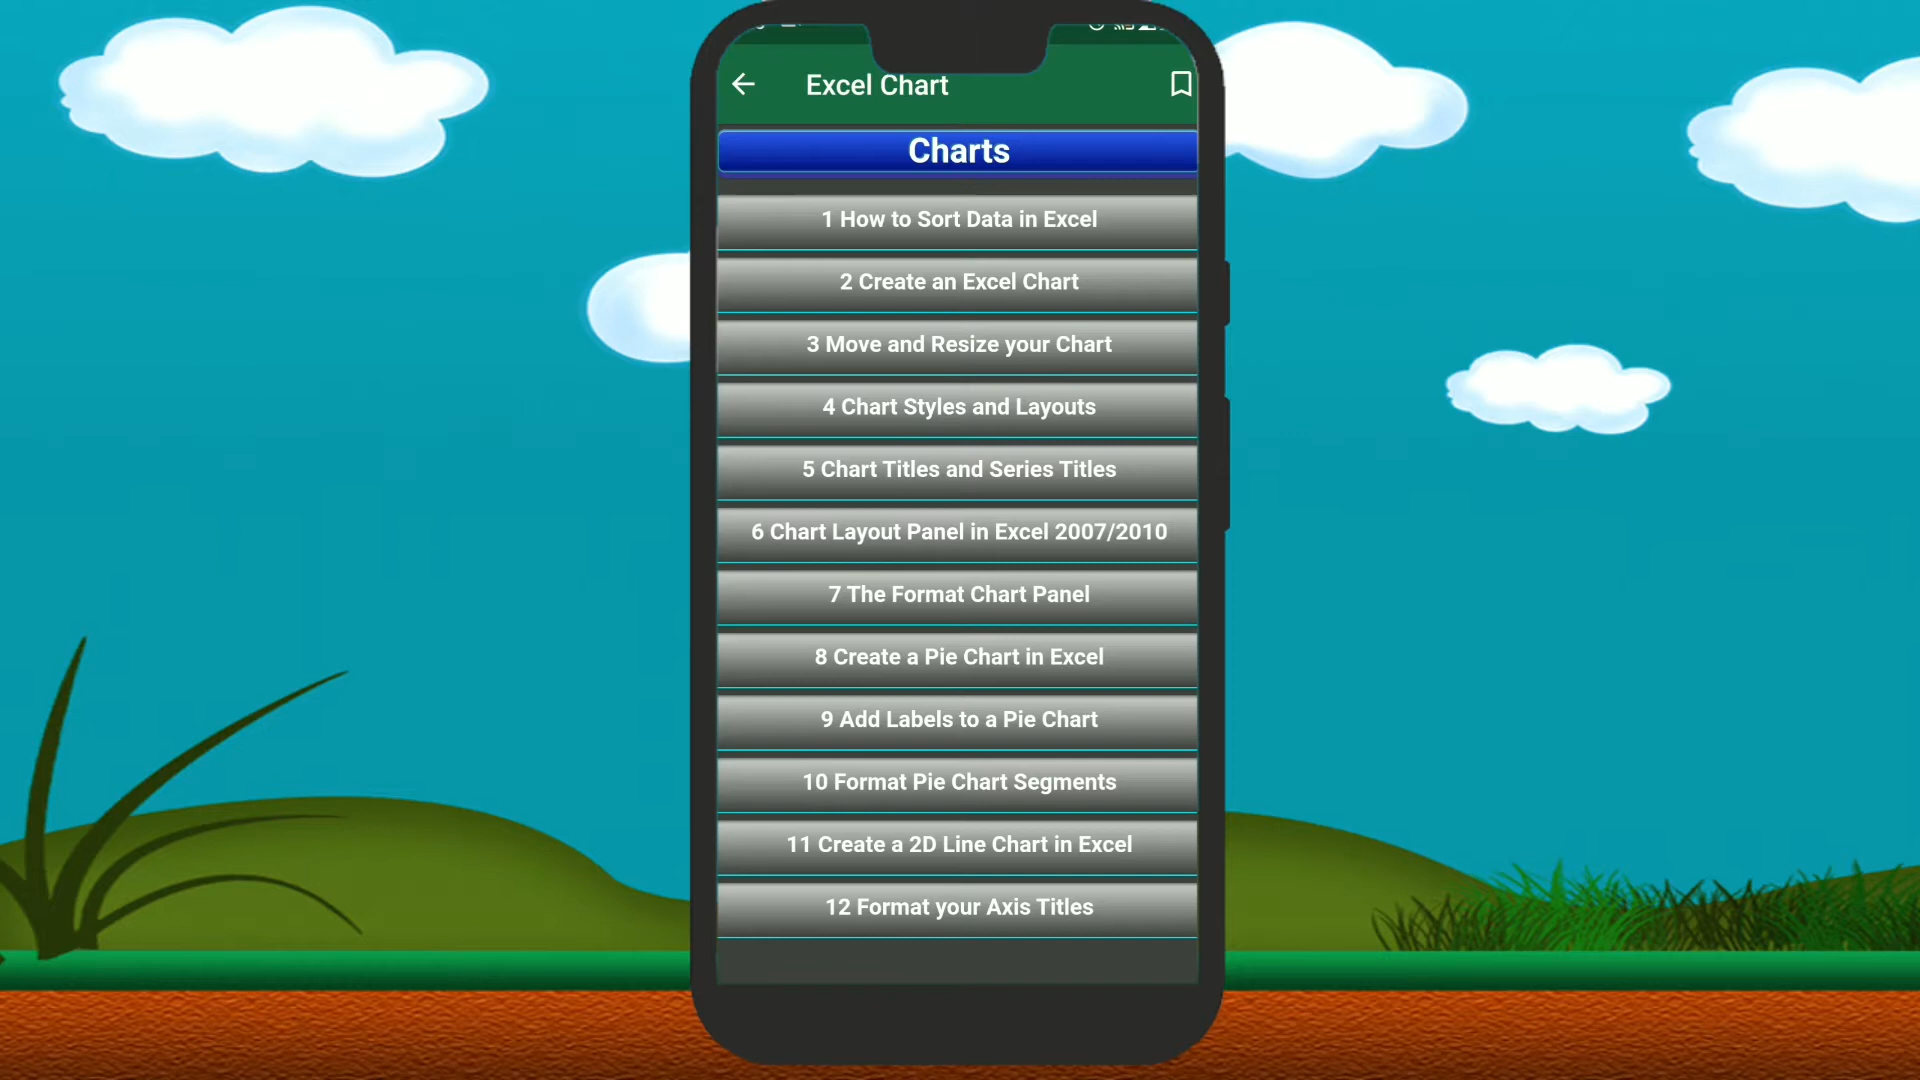 Excel Chart
Charts
1 How to Sort Data in Excel
2 Create an Excel Chart
3 Move and Resize your Chart
4 Chart Styles and Layouts
5 Chart Titles and Series Titles
6 Chart Layout Panel in Excel 2007/2010
7 The Format Chart Panel
8 Create a Pie Chart in Excel
9 Add Labels to a Pie Chart
10 Format Pie Chart Segments
11 Create a 2D Line Chart in Excel
12 Format your Axis Titles